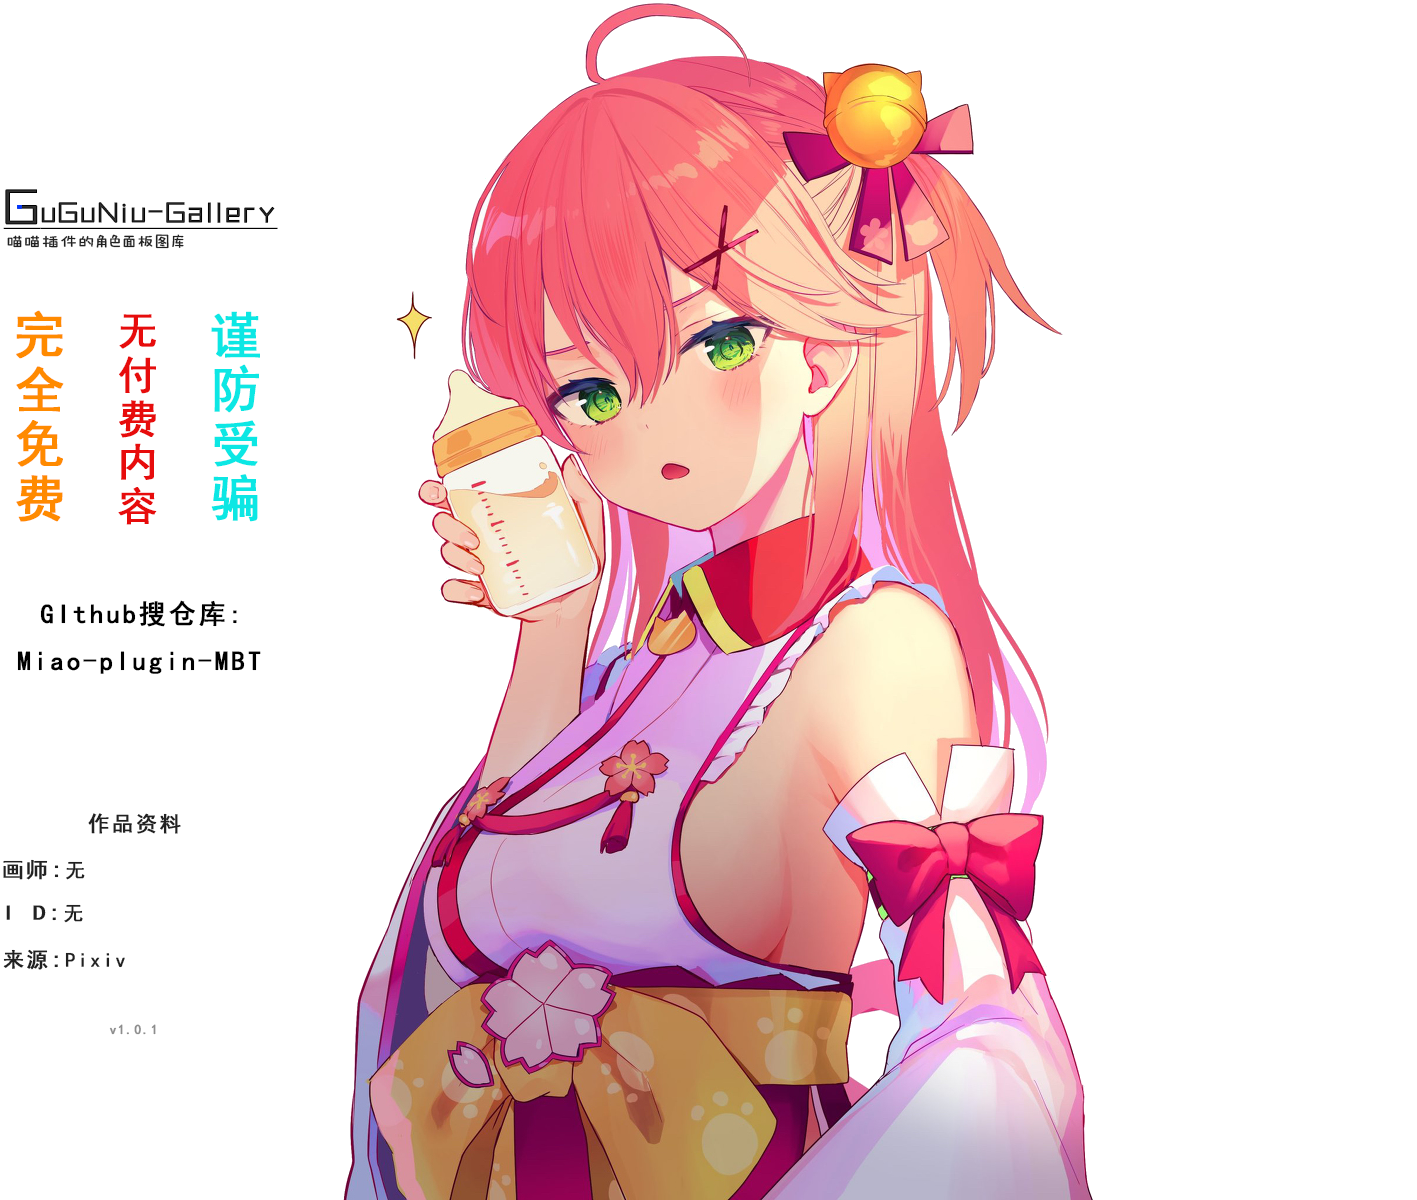 GuGuNiu-Gallery
喵喵插件的角色面板图库
完全免费
无付费内容
谨防受骗
GIthub搜仓库:
Miao-plugin-MBT
作品资料
画师:无
I D:无
来源:Pixiv
v1.0.1